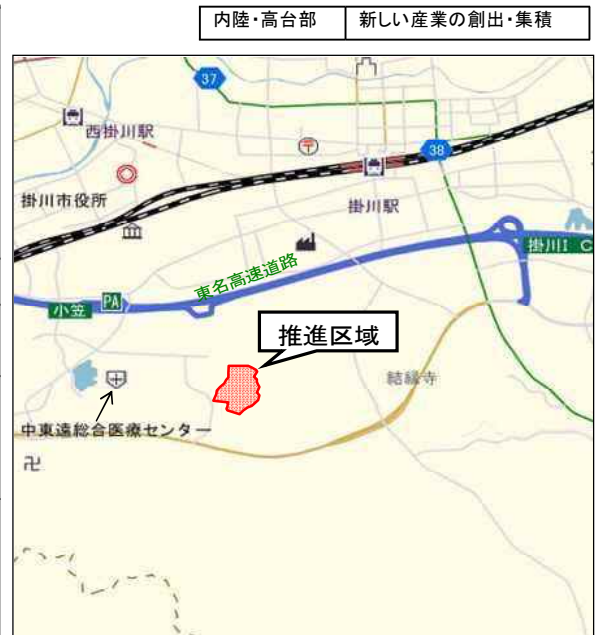 内陸・高台部 新しい産業の創出・集積
37
西掛川駅
38
掛川市役所
掛川駅
掛川I C
東名高速道路
PA
小笠
推進区域
結縁寺
中東遠総合医療センター